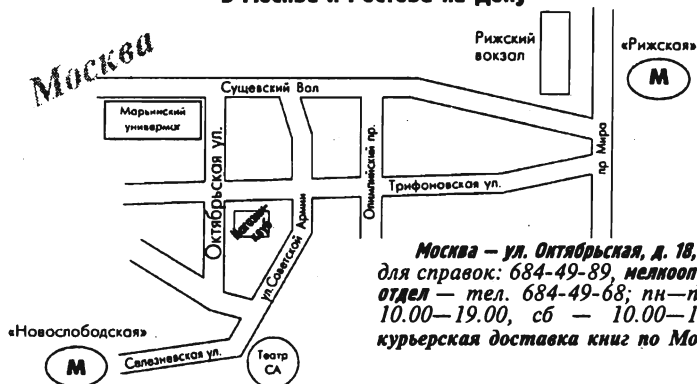 в Москве и Ростове-на-Дону
Москва
Рижский
вокзал
«Рижская»
М
Сущевский Вал
Марьинский
универмаг
Октябрьская ул.
Олимпийский пр.
пр Мира
Трифоновская ул.
Магазин-
клуб
ул.Советской Армии
Москва — ул. Октябрьская, д. 18,
для справок: 684-49-89, мелкооп
отдел — тел. 684-49-68; пн—п
10.00—19.00, сб — 10.00—1
курьерская доставка книг по Мо
«Новослободская»
М
Селезневская ул.
Театр
СА